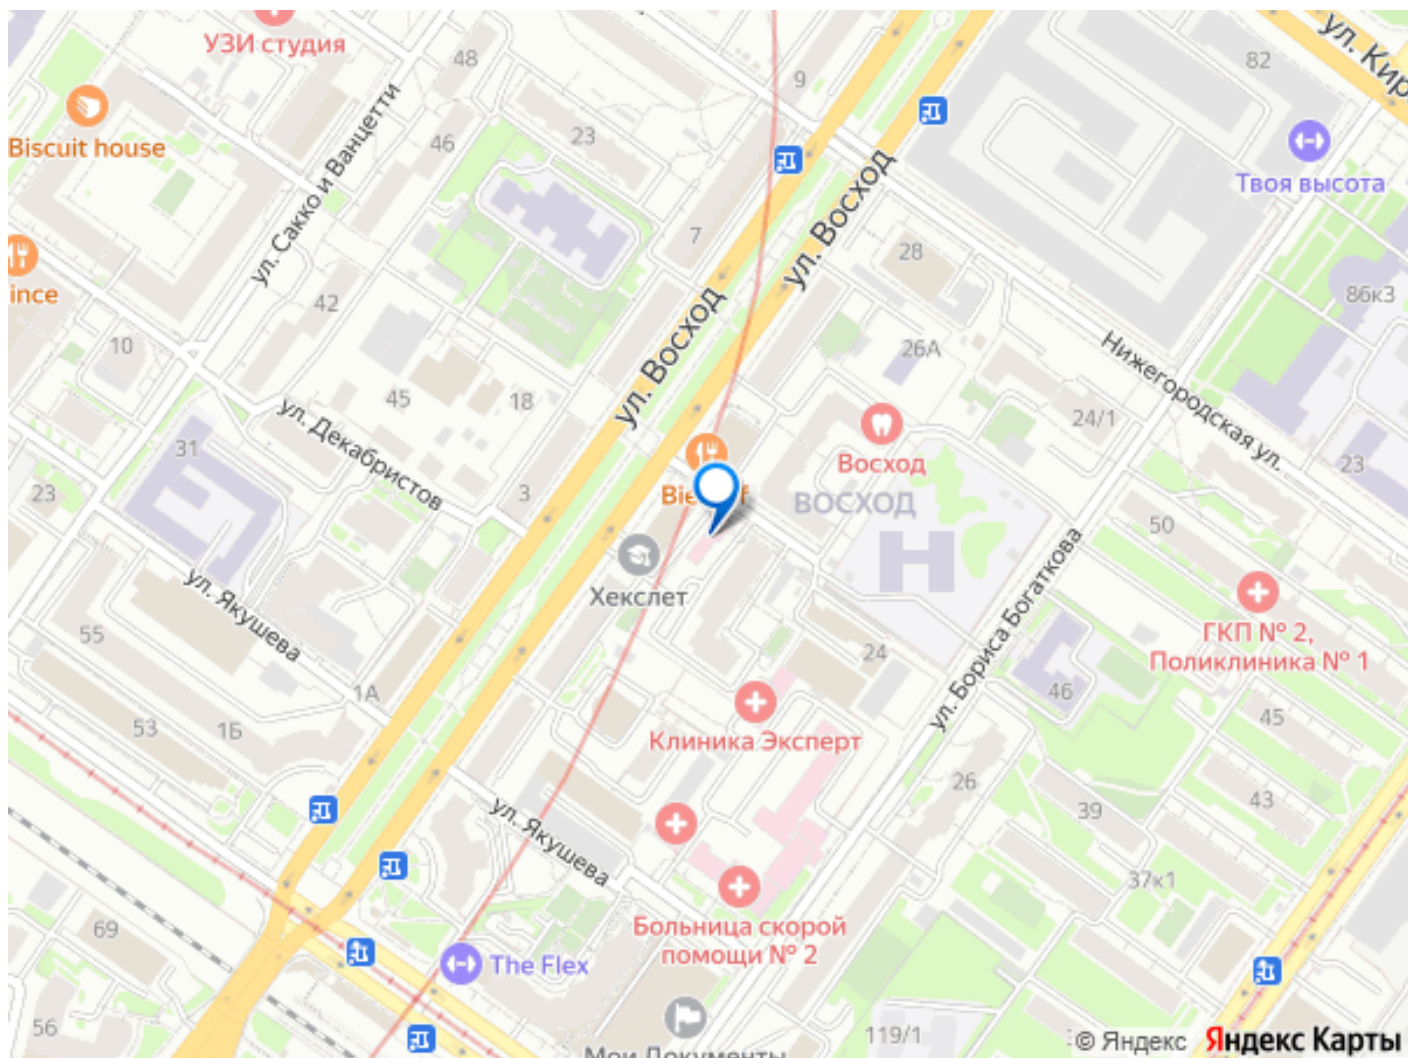 УЗИ студия
48
9
82
ул. Кир
Biscuit house
46
23
ул. Сакко и Ванцетти
Твоя высота
ул. Восход
7
28
ince
42
86к3
10
ул. Восход
26А
Нижегородская ул.
45
18
24/1
ул. Декабристов
31
Восход
23
23
3
Bie
f
ВОСХОД
50
Хекслет
ул. Бориса Богаткова
ул. Якушева
ГКП № 2,
Поликлиника № 1
55
24
46
1А
53
1Б
Клиника Эксперт
45
26
43
39
ул. Якушева
37к1
69
Больница скорой
помощи № 2
The Flex
56
119/1
Мои Документы
© Яндекс Яндекс Карты